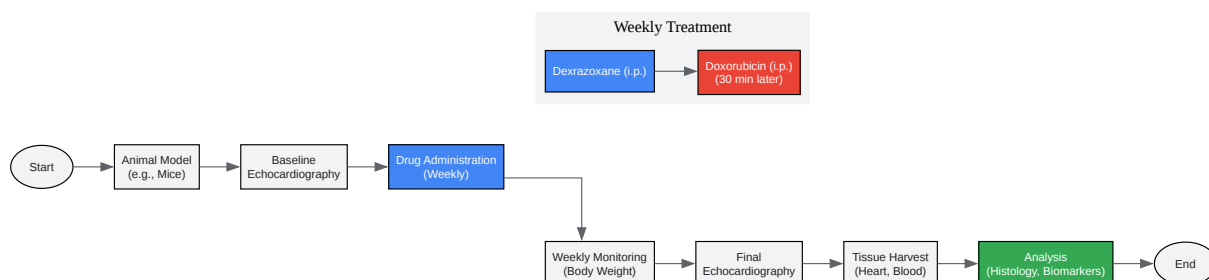 Weekly Treatment
Dexrazoxane (i.p.)
Doxorubicin (i.p.)
(30 min later)
Start
Animal Model
(e.g., Mice)
Baseline
Echocardiography
Drug Administration
(Weekly)
Weekly Monitoring
(Body Weight)
Final
Echocardiography
Tissue Harvest
(Heart, Blood)
Analysis
(Histology, Biomarkers)
End